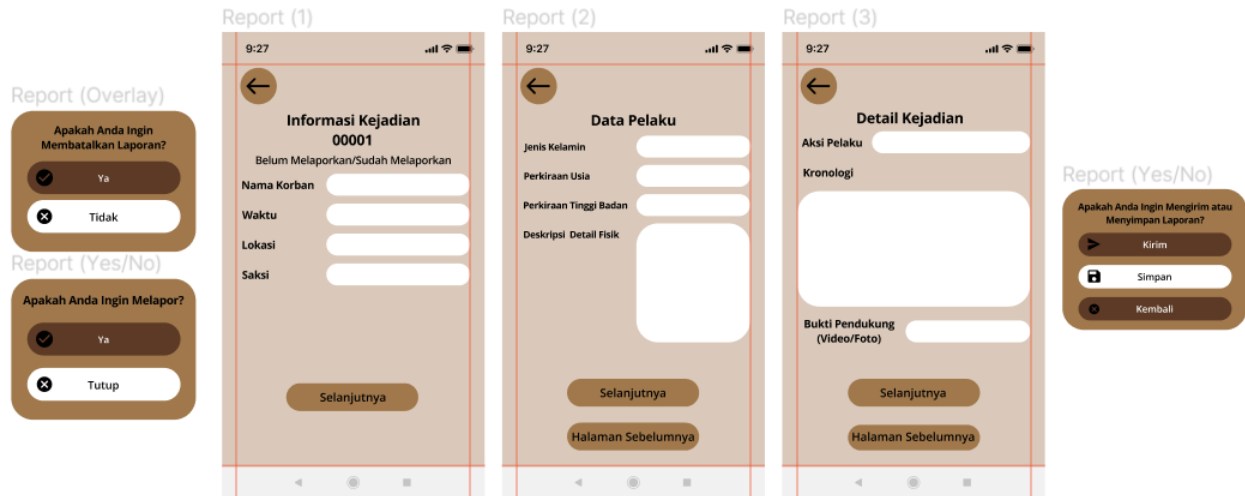 Report (Overlay)
Apakah Anda Ingin
Membatalkan Laporan?
Ya
Tidak
Report (Yes/No)
Apakah Anda Ingin Melapor?
Ya
Tutup
Report (1)
9:27
Informasi Kejadian
00001
Belum Melaporkan/Sudah Melaporkan
Nama Korban
Waktu
Lokasi
Saksi
Selanjutnya
Report (2)
9:27
Data Pelaku
Jenis Kelamin
Perkiraan Usia
Perkiraan Tinggi Badan
Deskripsi Detail Fisik
Selanjutnya
Halaman Sebelumnya
Report (3)
9:27
Detail Kejadian
Aksi Pelaku
Kronologi
Bukti Pendukung
(Video/Foto)
Selanjutnya
Halaman Sebelumnya
Report (Yes/No)
Apakah Anda Ingin Mengirim atau
Menyimpan Laporan?
Kirim
Simpan
Kembali